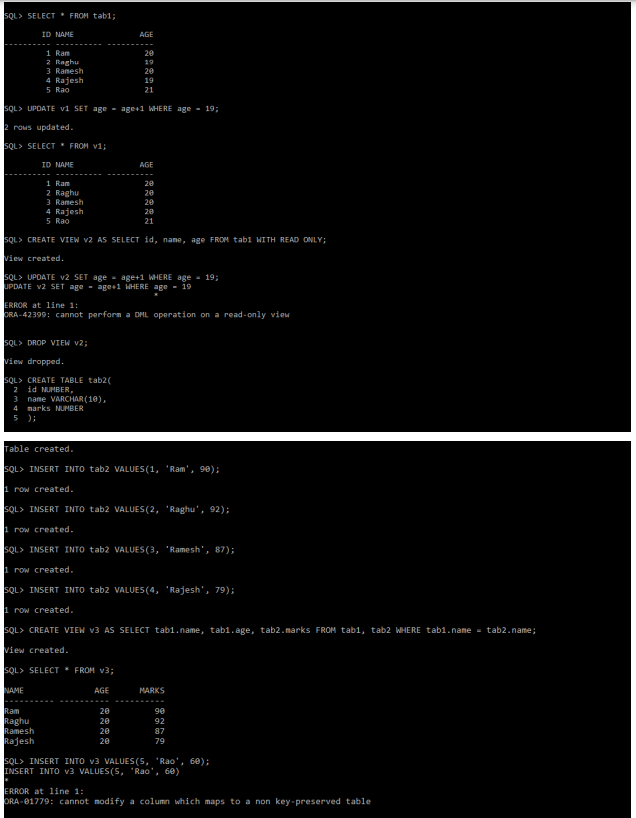 SQL> SELECT * FROM tab1;
ID NAME AGE
---------- ---------- ----------
1 Ram 20
2 Raghu 19
3 Ramesh 20
4 Rajesh 19
5 Rao 21
SQL> UPDATE v1 SET age = age+1 WHERE age = 19;
2 rows updated.
SQL> SELECT * FROM v1;
ID NAME AGE
---------- ---------- ----------
1 Ram 20
2 Raghu 20
3 Ramesh 20
4 Rajesh 20
5 Rao 21
SQL> CREATE VIEW v2 AS SELECT id, name, age FROM tab1 WITH READ ONLY;
View created.
SQL> UPDATE v2 SET age = age+1 WHERE age = 19;
UPDATE v2 SET age = age+1 WHERE age = 19
*
ERROR at line 1:
ORA-42399: cannot perform a DML operation on a read-only view
SQL> DROP VIEW v2;
View dropped.
SQL> CREATE TABLE tab2(
2 id NUMBER,
3 name VARCHAR(10),
4 marks NUMBER
5 );
Table created.
SQL> INSERT INTO tab2 VALUES(1, 'Ram', 90);
1 row created.
SQL> INSERT INTO tab2 VALUES(2, 'Raghu', 92);
1 row created.
SQL> INSERT INTO tab2 VALUES(3, 'Ramesh', 87);
1 row created.
SQL> INSERT INTO tab2 VALUES(4, 'Rajesh', 79);
1 row created.
SQL> CREATE VIEW v3 AS SELECT tab1.name, tab1.age, tab2.marks FROM tab1, tab2 WHERE tab1.name = tab2.name;
View created.
SQL> SELECT * FROM v3;
NAME AGE MARKS
---------- ---------- ----------
Ram 20 90
Raghu 20 92
Ramesh 20 87
Rajesh 20 79
SQL> INSERT INTO v3 VALUES(5, 'Rao', 60);
INSERT INTO v3 VALUES(5, 'Rao', 60)
*
ERROR at line 1:
ORA-01779: cannot modify a column which maps to a non key-preserved table